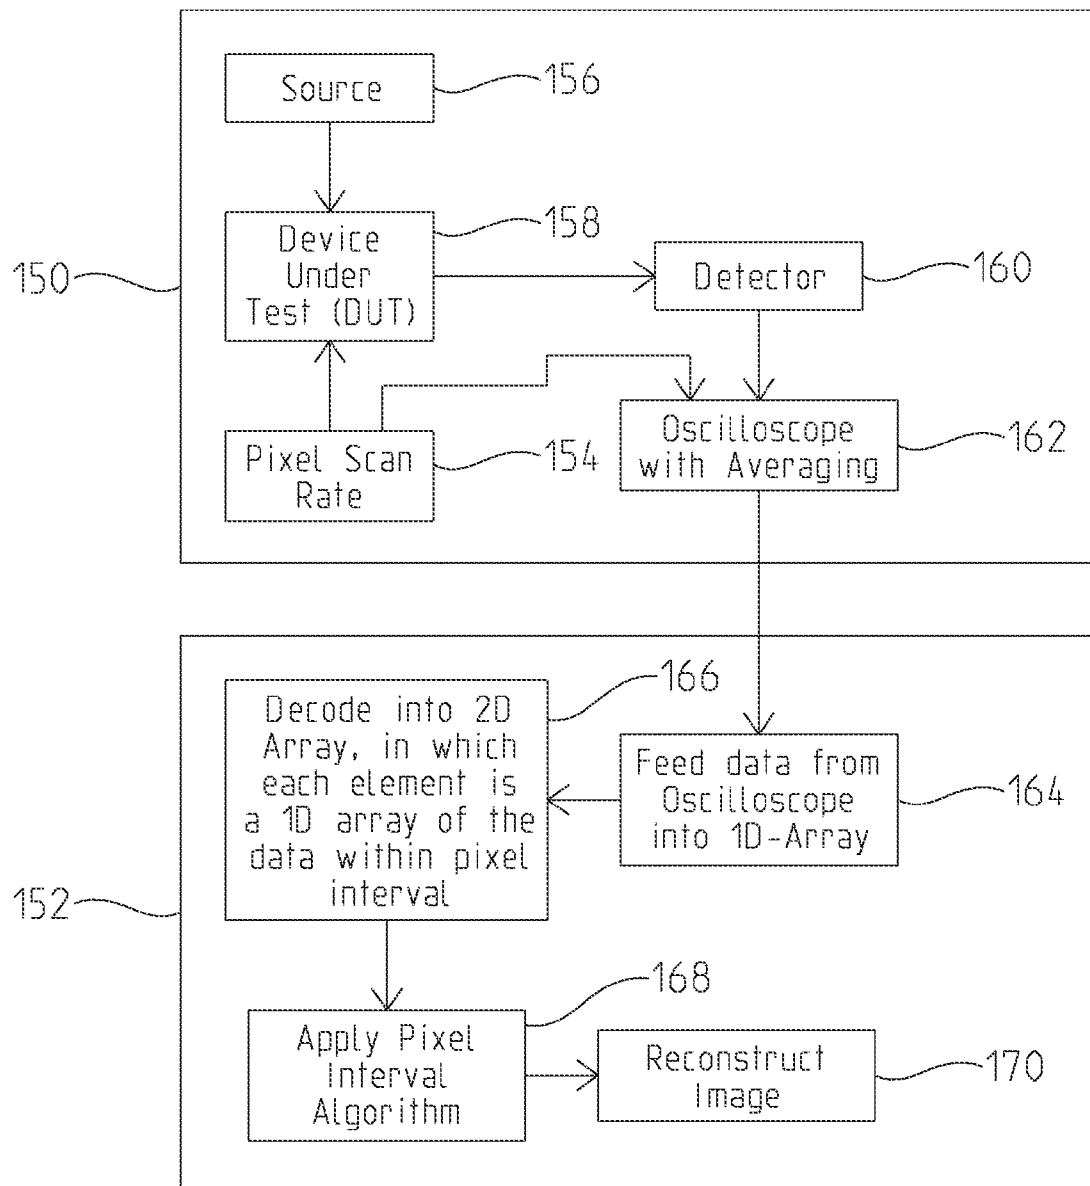 Source
156
Device
Under
Test (DUT)
158
150
Detector
160
Pixel Scan
Rate
154
Oscilloscope
with Averaging
162
Decode into 2D
Array, in which
each element is
a 1D array of the
data within pixel
interval
166
Feed data from
Oscilloscope
into 1D-Array
164
152
Apply Pixel
Interval
Algorithm
168
Reconstruct
Image
170